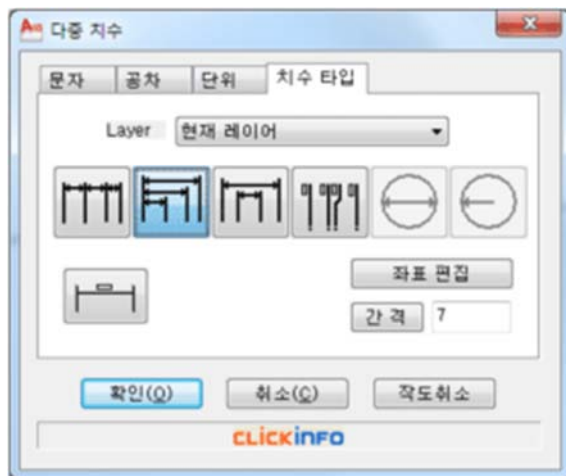 다중 치수
문자 공차 단위 치수 타입
Layer 현재 레이어
좌표 편집
간 격 7
확인(O) 취소(C) 작도취소
CLICKINFO